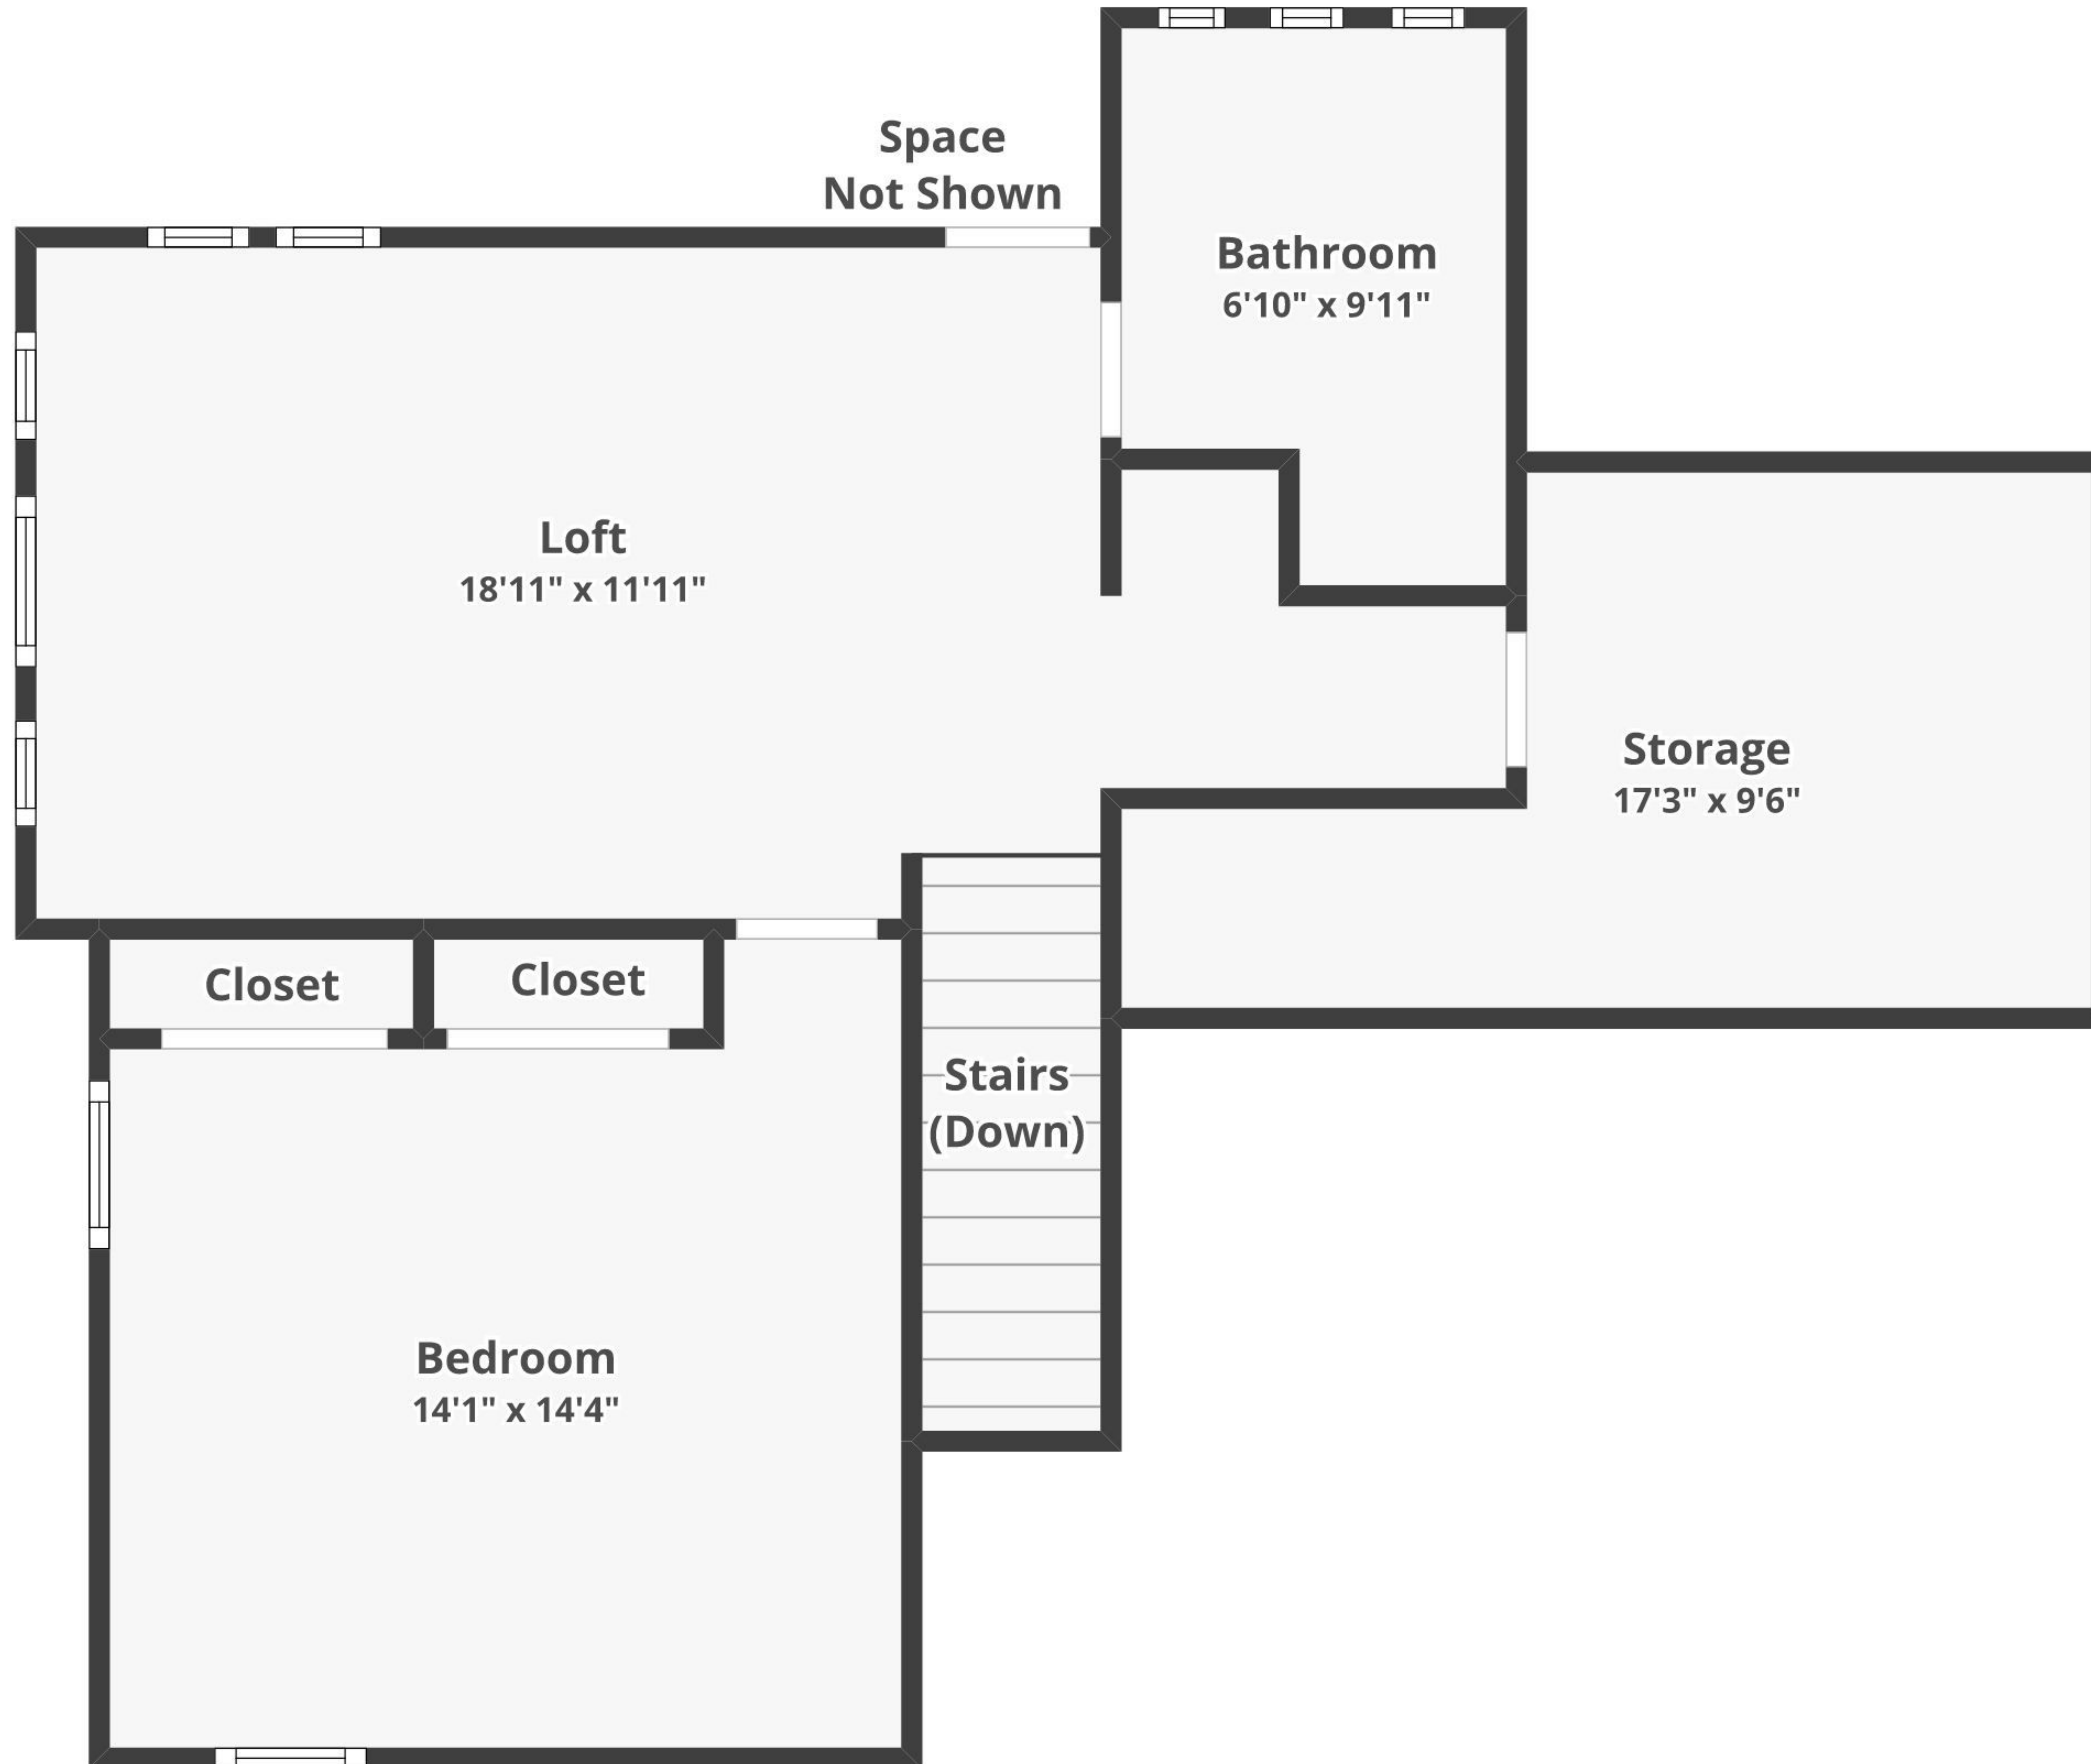 Space
Not Shown
Bathroom
6'10" x 9'11"
Loft
18'11" x 11'11"
Storage
17'3" x 9'6"
Closet
Closet
Stairs
(Down)
Bedroom
14'1" x 14'4"